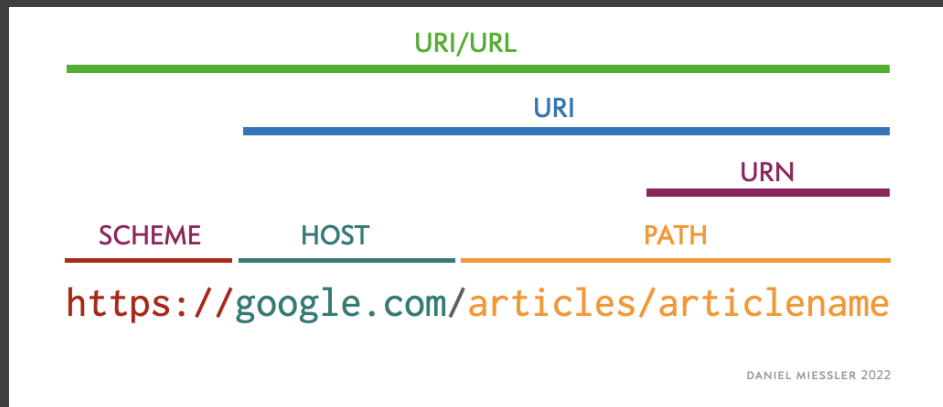 URI/URL
URI
URN
SCHEME HOST PATH
https://google.com/articles/articlename
DANIEL MIESSLER 2022